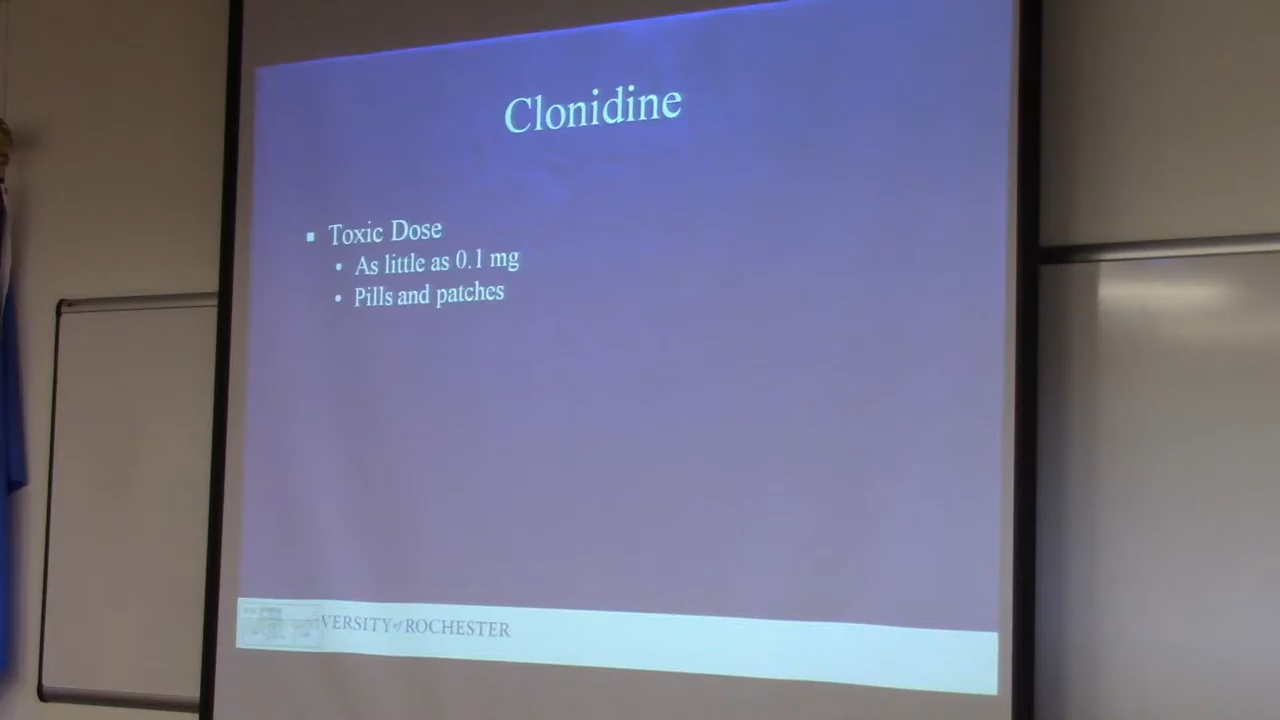 Clonidine
▪ Toxic Dose
• As little as 0.1 mg
• Pills and patches
VERSITY of ROCHESTER